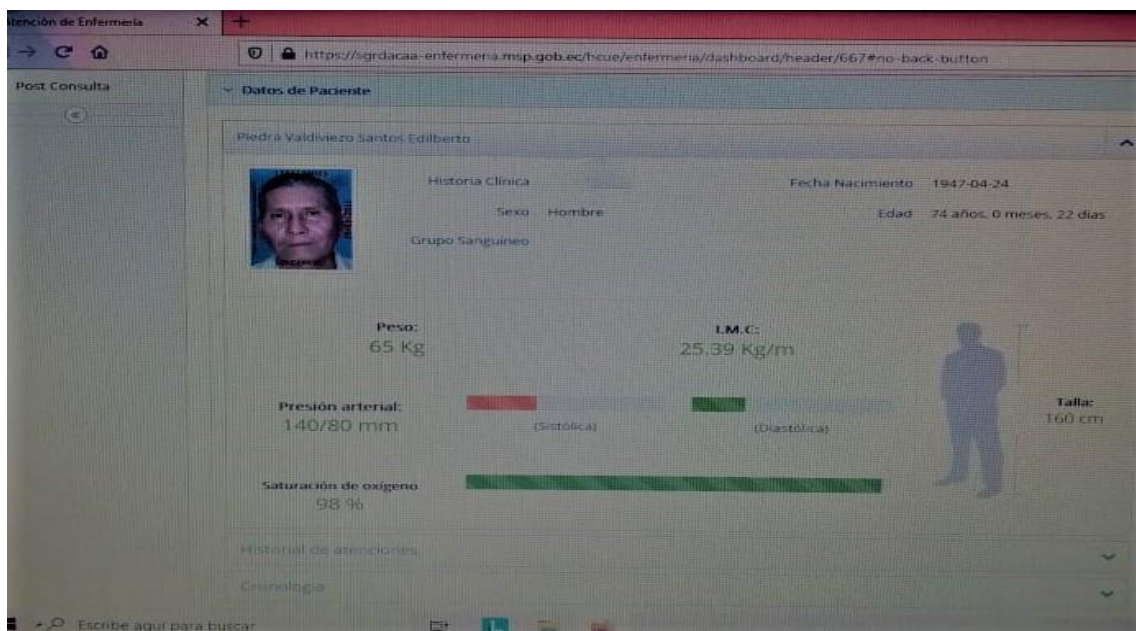 Atención de Enfermería
https://sgrdacaa-enfermeria.msp.gob.ec/hcue/enfermeria/dashboard/header/667#no-back-button
Post Consulta
Datos de Paciente
Piedra Valdiviezo Santos Edilberto
Historia Clínica
Fecha Nacimiento 1947-04-24
Sexo Hombre
Edad 74 años, 0 meses, 22 dias
Grupo Sanguineo
Peso:
65 Kg
I.M.C:
25.39 Kg/m
Presión arterial:
140/80 mm
(Sistólica)
(Diastólica)
Talla:
160 cm
Saturación de oxígeno
98 %
Historial de atenciones
Cronología
Escribe aquí para buscar